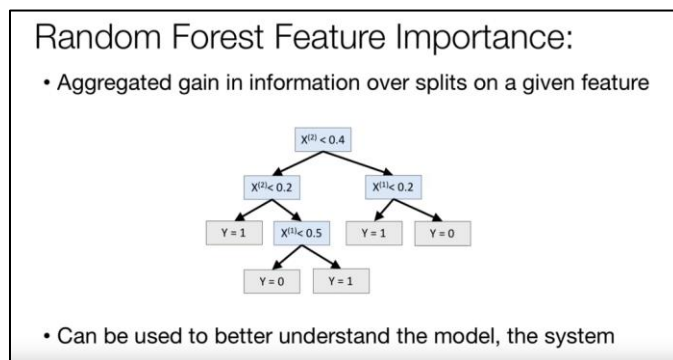 Random Forest Feature Importance:
• Aggregated gain in information over splits on a given feature
X⁽²⁾ < 0.4
X⁽²⁾< 0.2
X⁽¹⁾< 0.2
Y = 1
X⁽¹⁾< 0.5
Y = 1
Y = 0
Y = 0
Y = 1
• Can be used to better understand the model, the system